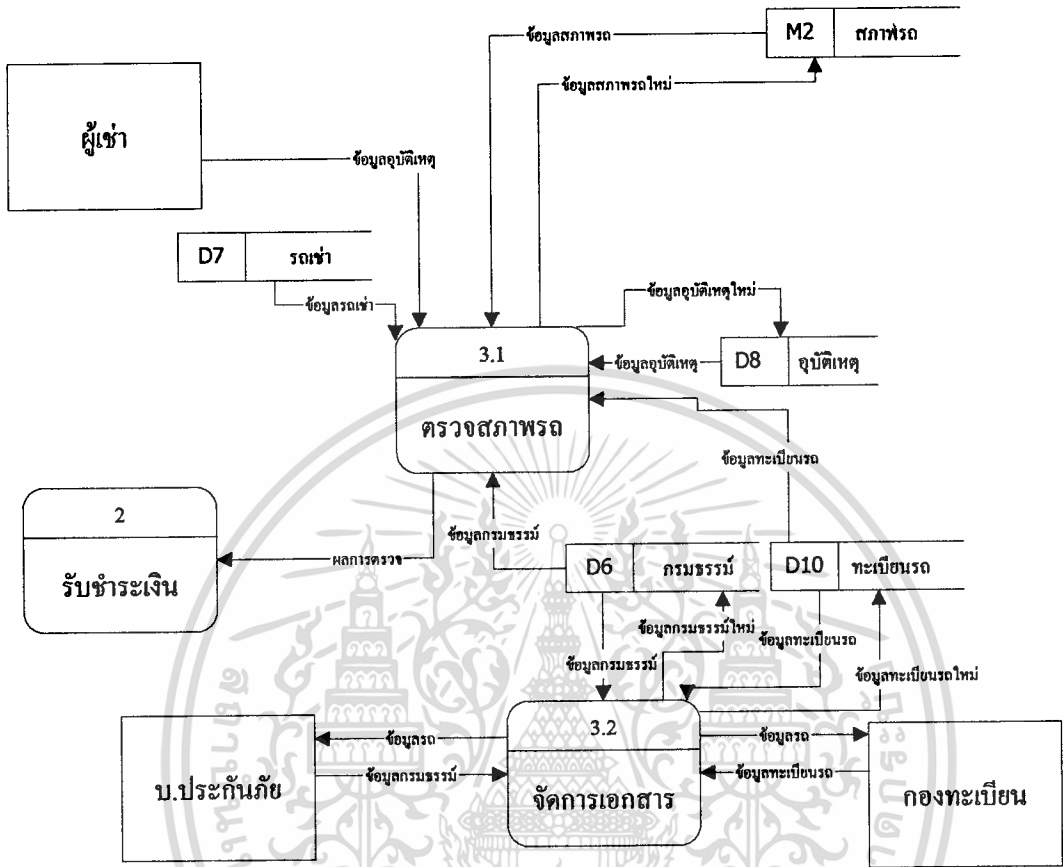 ข้อมูลสภาพรถ
M2 สภาพรถ
ข้อมูลสภาพรถใหม่
ผู้เช่า
ข้อมูลอุบัติเหตุ
D7 รถเช่า
ข้อมูลรถเช่า
ข้อมูลอุบัติเหตุใหม่
3.1
ข้อมูลอุบัติเหตุ
D8 อุบัติเหตุ
ตรวจสภาพรถ
ข้อมูลทะเบียนรถ
2
ข้อมูลกรมธรรม์
ผลการตรวจ
รับชำระเงิน
D6 กรมธรรม์
D10 ทะเบียนรถ
ข้อมูลกรมธรรม์ใหม่
ข้อมูลทะเบียนรถ
ข้อมูลกรมธรรม์
ข้อมูลทะเบียนรถใหม่
3.2
ข้อมูลรถ
ข้อมูลรถ
บ.ประกันภัย
ข้อมูลกรมธรรม์
จัดการเอกสาร
ข้อมูลทะเบียนรถ
กองทะเบียน